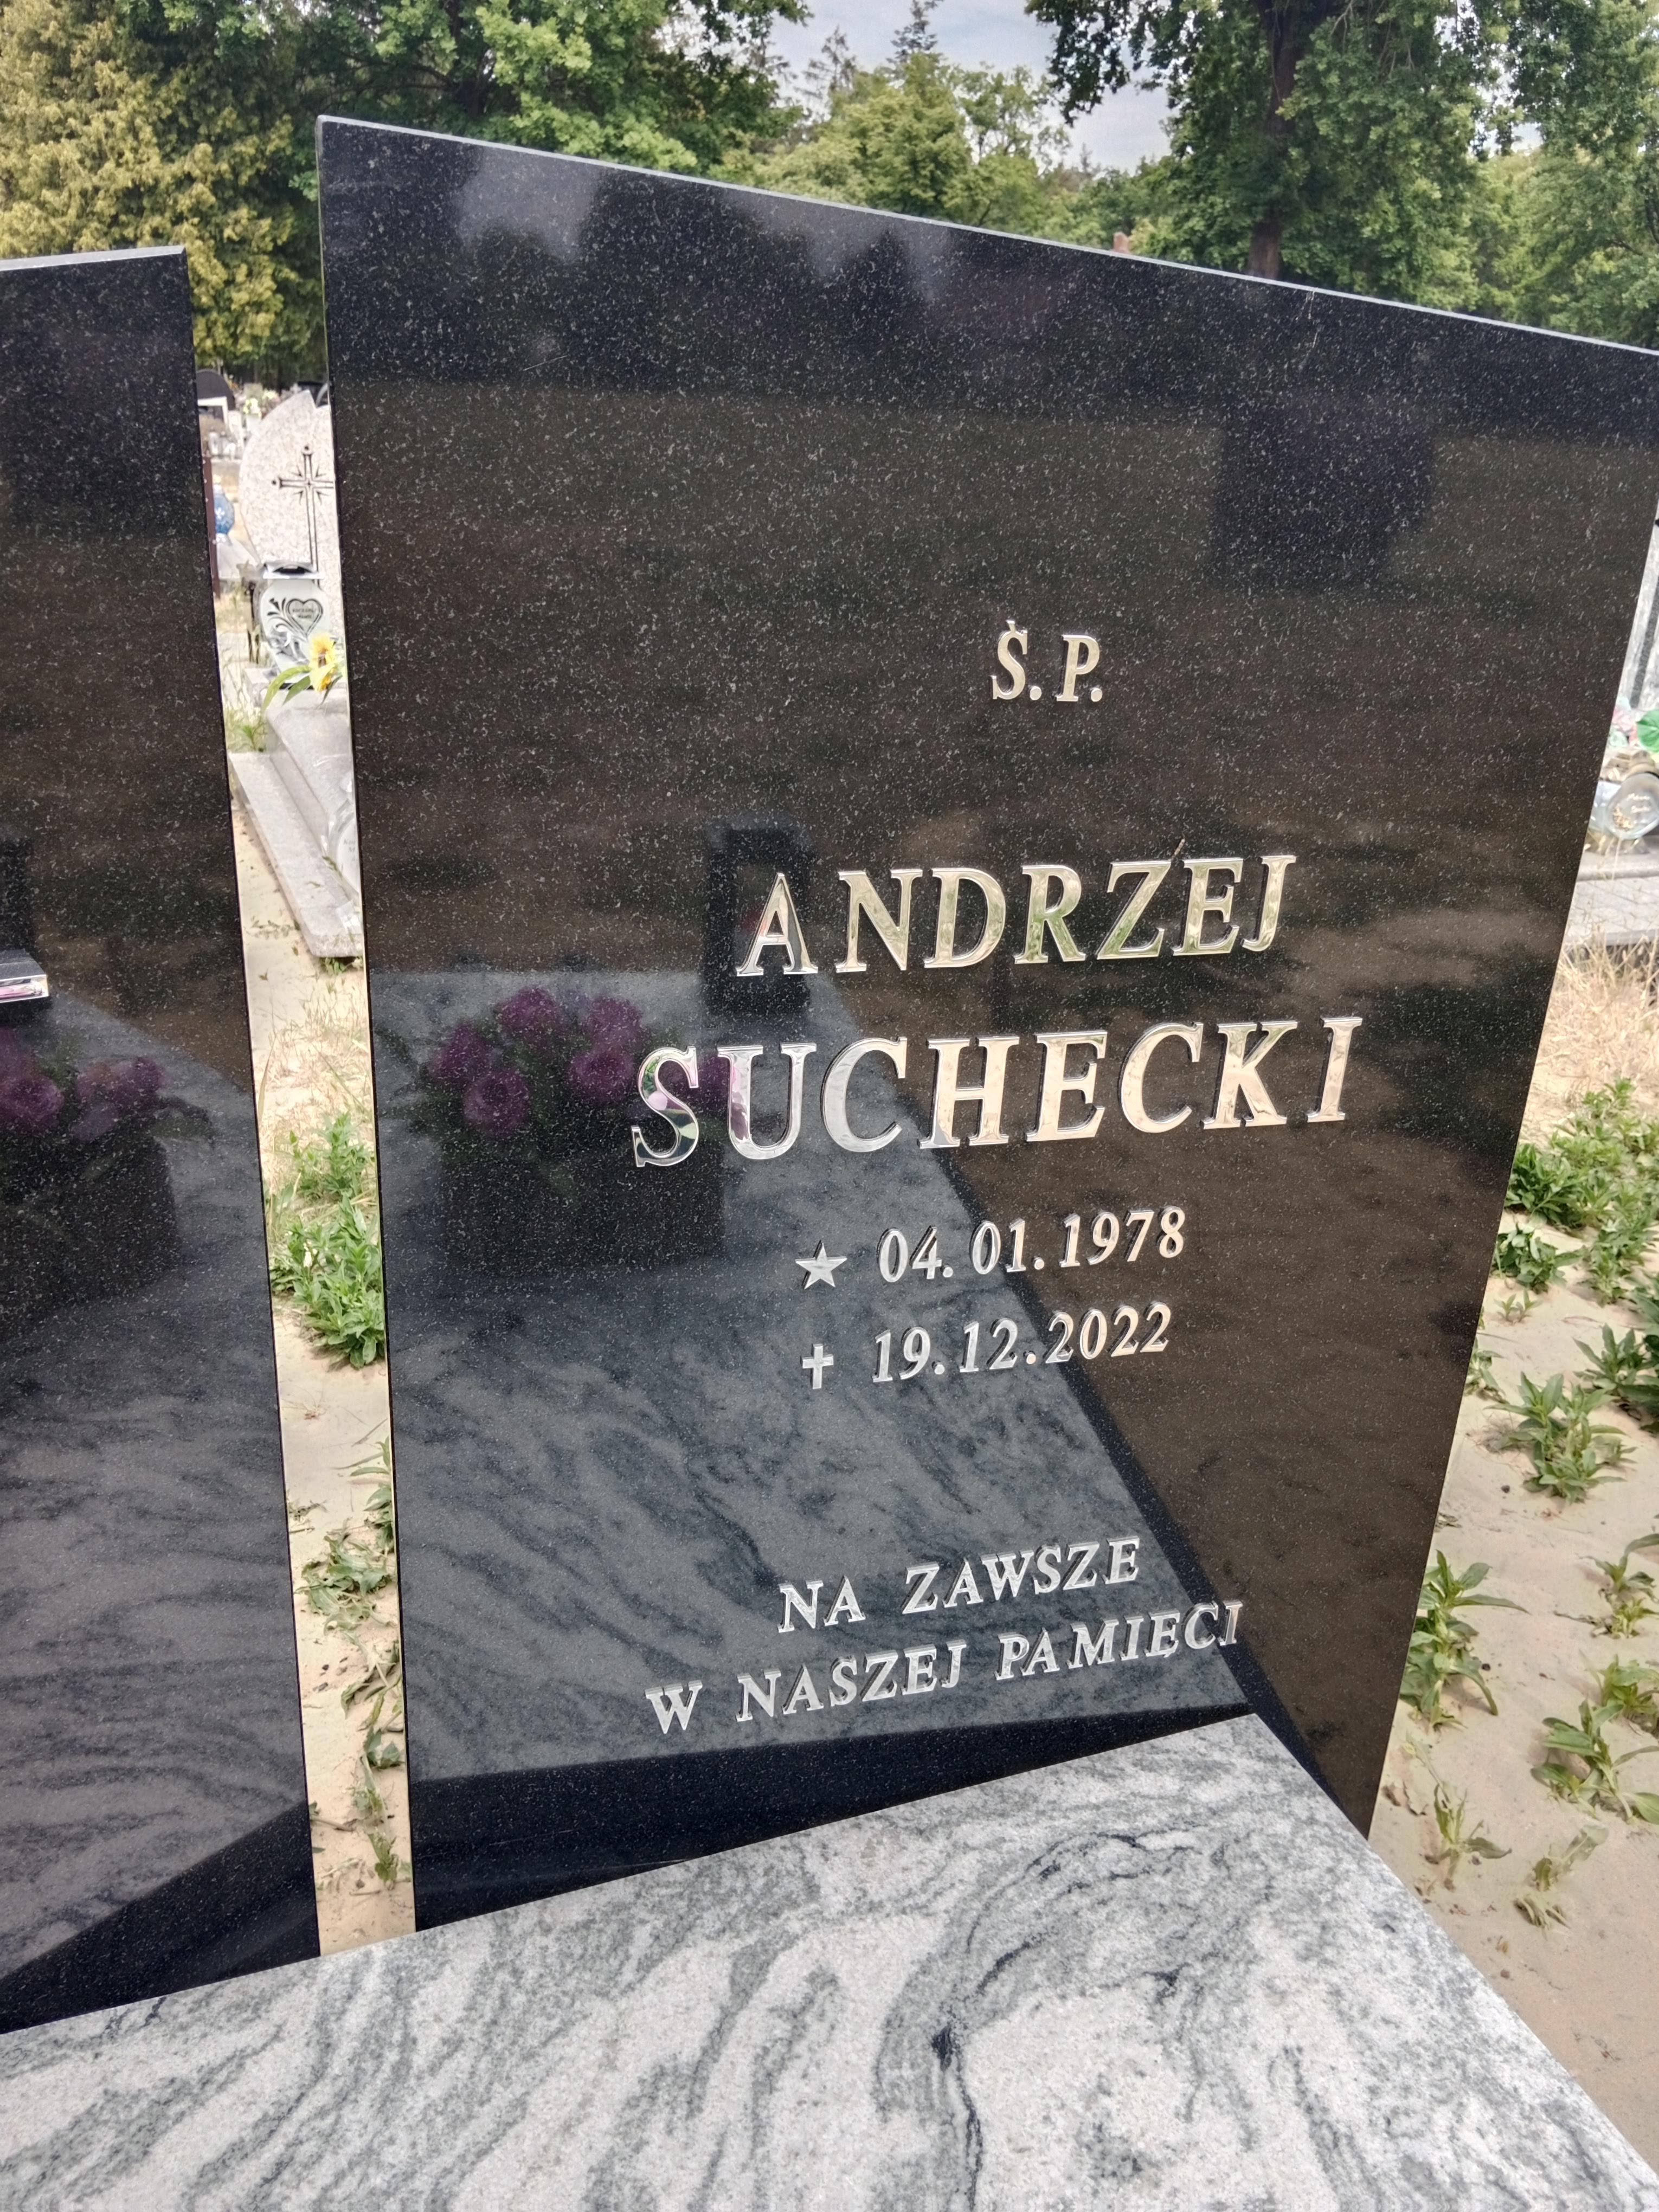 Ś.P.
ANDRZEJ
SUCHECKI
★ 04.01.1978
✝ 19.12.2022
NA ZAWSZE
W NASZEJ PAMIĘCI